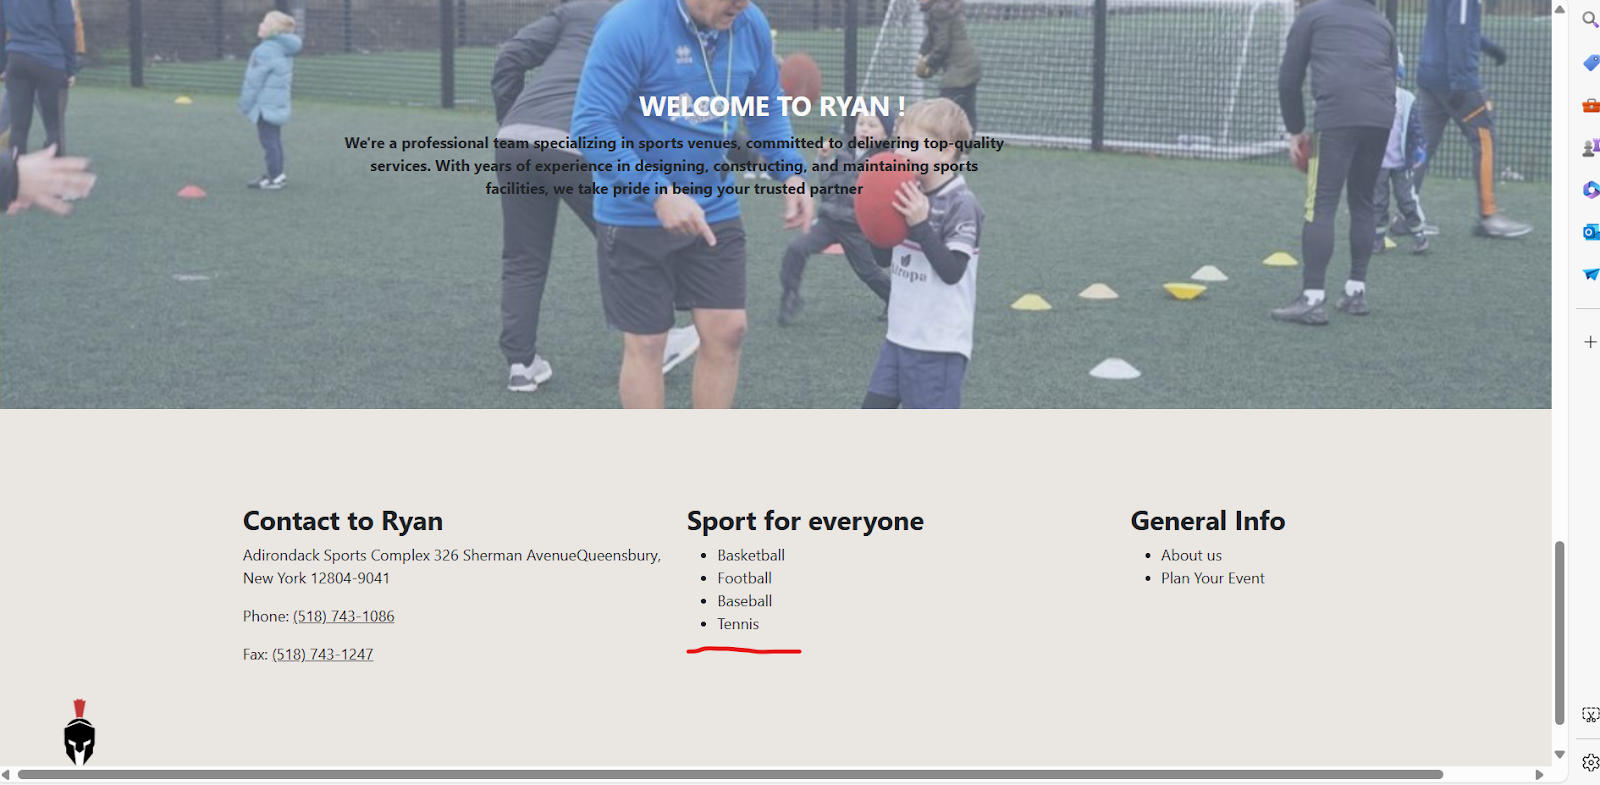 WELCOME TO RYAN !
We're a professional team specializing in sports venues, committed to delivering top-quality
services. With years of experience in designing, constructing, and maintaining sports
facilities, we take pride in being your trusted partner
Contact to Ryan
Adirondack Sports Complex 326 Sherman AvenueQueensbury,
New York 12804-9041
Phone: (518) 743-1086
Fax: (518) 743-1247
Sport for everyone
• Basketball
• Football
• Baseball
• Tennis
General Info
• About us
• Plan Your Event